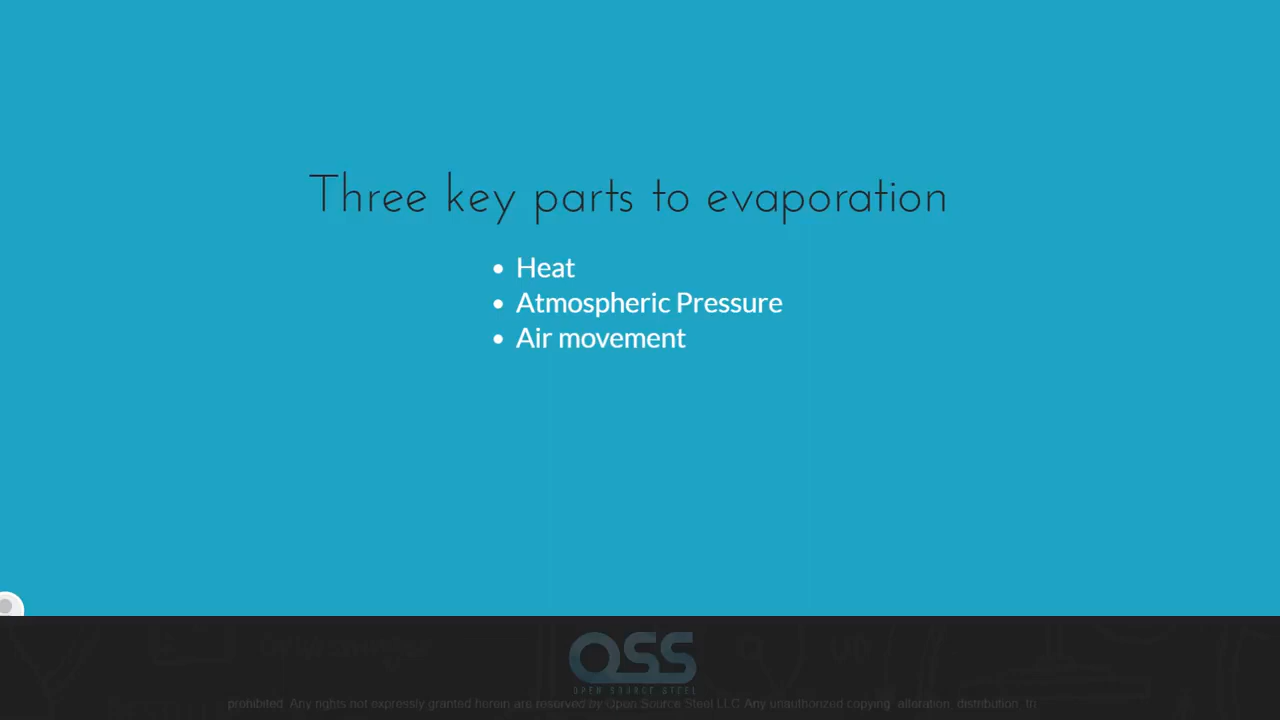 Three key parts to evaporation
• Heat
• Atmospheric Pressure
• Air movement
OSS
OPEN SOURCE STEEL
prohibited. Any rights not expressly granted herein are reserved by Open Source Steel LLC. Any unauthorized copying, alteration, distribution, th